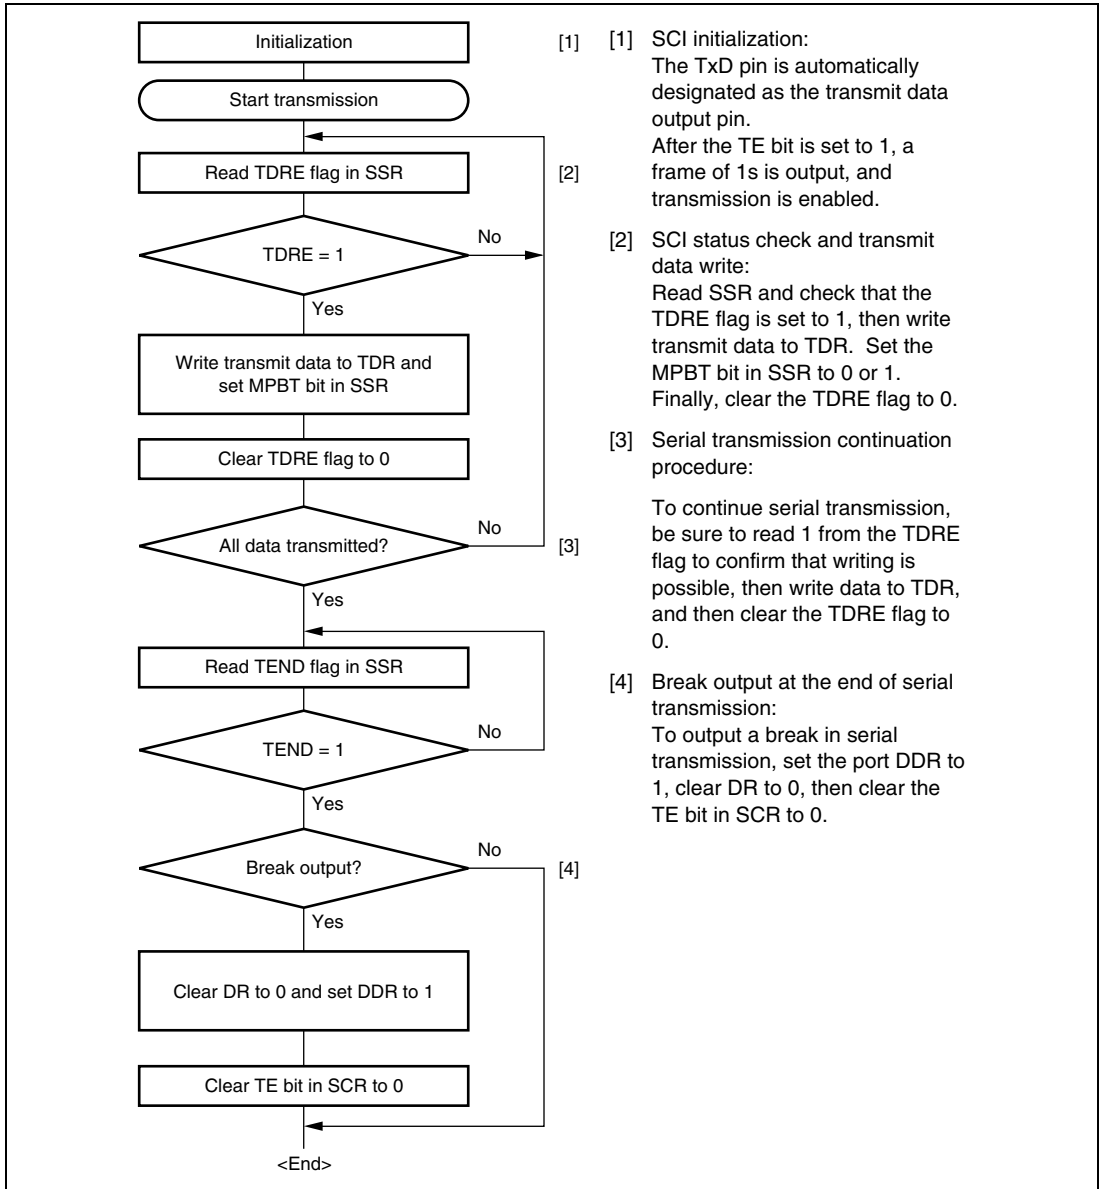 Initialization
[1]
Start transmission
Read TDRE flag in SSR
[2]
TDRE = 1
No
Yes
Write transmit data to TDR and
set MPBT bit in SSR
Clear TDRE flag to 0
All data transmitted?
No
[3]
Yes
Read TEND flag in SSR
TEND = 1
No
Yes
Break output?
No
[4]
Yes
Clear DR to 0 and set DDR to 1
Clear TE bit in SCR to 0
<End>
[1] SCI initialization:
The TxD pin is automatically
designated as the transmit data
output pin.
After the TE bit is set to 1, a
frame of 1s is output, and
transmission is enabled.
[2] SCI status check and transmit
data write:
Read SSR and check that the
TDRE flag is set to 1, then write
transmit data to TDR. Set the
MPBT bit in SSR to 0 or 1.
Finally, clear the TDRE flag to 0.
[3] Serial transmission continuation
procedure:
To continue serial transmission,
be sure to read 1 from the TDRE
flag to confirm that writing is
possible, then write data to TDR,
and then clear the TDRE flag to
0.
[4] Break output at the end of serial
transmission:
To output a break in serial
transmission, set the port DDR to
1, clear DR to 0, then clear the
TE bit in SCR to 0.